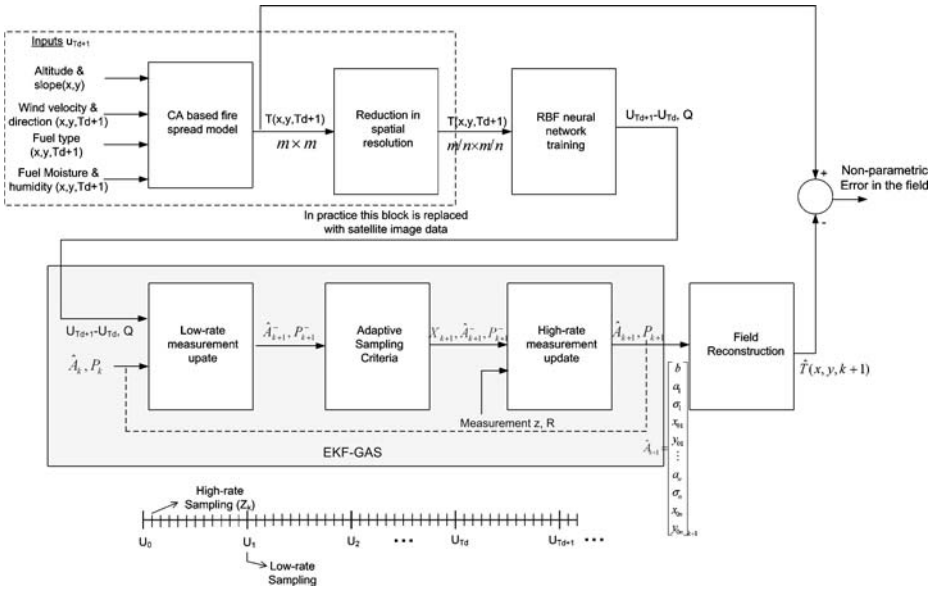 Inputs uTd+1
Altitude &
slope(x,y)
Wind velocity &
direction (x,y,Td+1)
Fuel type
(x,y,Td+1)
Fuel Moisture &
humidity (x,y,Td+1)
CA based fire
spread model
T(x,y,Td+1)
m × m
Reduction in
spatial
resolution
T(x,y,Td+1)
m/n×m/n
RBF neural
network
training
UTd+1-UTd, Q
+
-
Non-parametric
Error in the field
In practice this block is replaced
with satellite image data
UTd+1-UTd, Q
Âk , Pk
Low-rate
measurement
upate
Â⁻k+1 , P⁻k+1
Adaptive
Sampling
Criteria
Xk+1, Â⁻k+1, P⁻k+1
High-rate
measurement
update
Âk+1, Pk+1
Measurement z, R
EKF-GAS
Field
Reconstruction
T̂(x, y, k+1)
b
a1
σ1
x01
y01
⋮
an
σn
x0n
y0n
High-rate
Sampling (Zk)
U0
U1
U2
•••
UTd
UTd+1
•••
Low-rate
Sampling